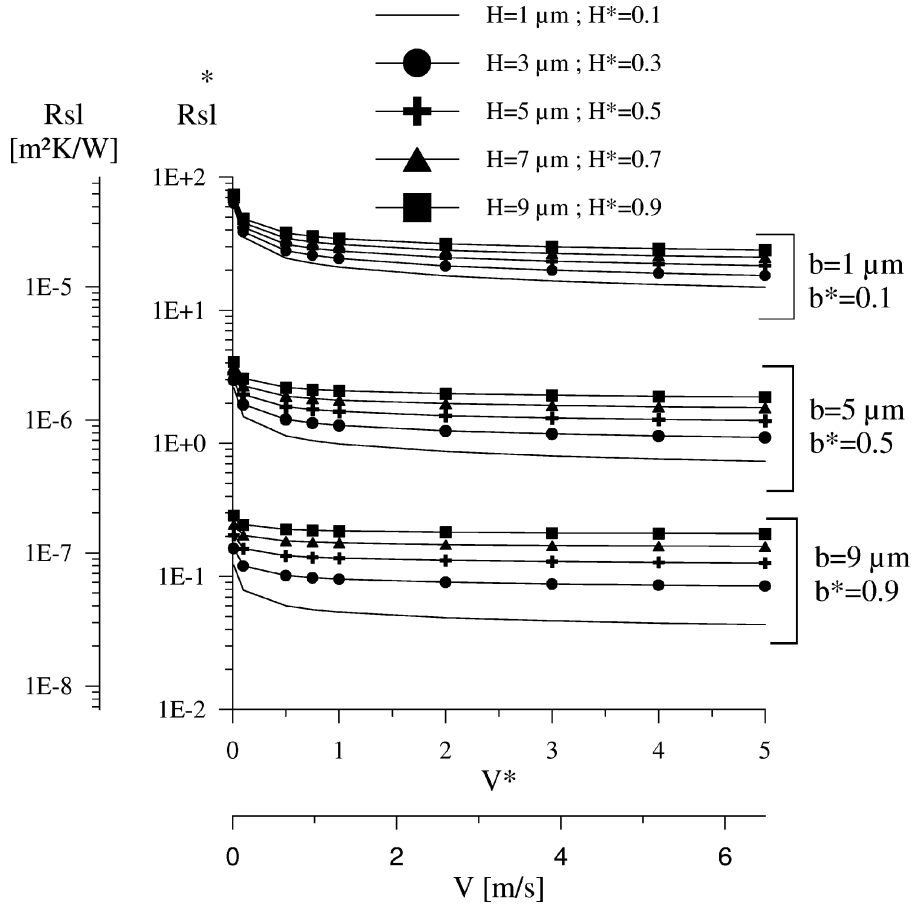 H=1 µm ; H*=0.1
H=3 µm ; H*=0.3
H=5 µm ; H*=0.5
H=7 µm ; H*=0.7
H=9 µm ; H*=0.9
*
Rsl
Rsl
[m²K/W]
1E+2
1E+1
1E+0
1E-1
1E-2
1E-5
1E-6
1E-7
1E-8
b=1 µm
b*=0.1
b=5 µm
b*=0.5
b=9 µm
b*=0.9
0 1 2 3 4 5
V*
0 2 4 6
V [m/s]